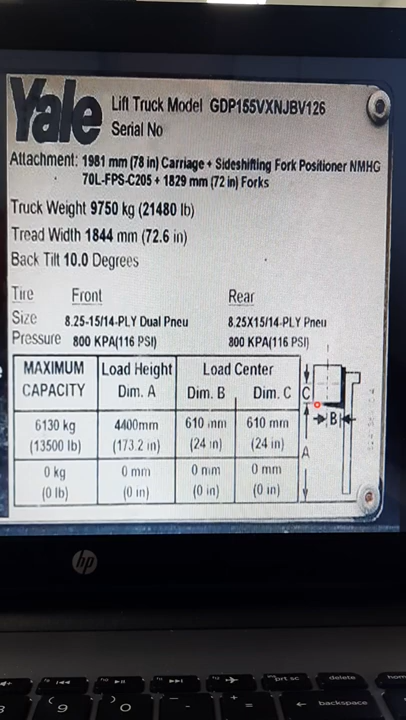 Yale
Lift Truck Model GDP155VXNJBV126
Serial No
Attachment: 1981 mm (78 in) Carriage + Sideshifting Fork Positioner NMHG
70L-FPS-C205 + 1829 mm (72 in) Forks
Truck Weight 9750 kg (21480 lb)
Tread Width 1844 mm (72.6 in)
Back Tilt 10.0 Degrees
Tire Front Rear
Size 8.25-15/14-PLY Dual Pneu 8.25X15/14-PLY Pneu
Pressure 800 KPA(116 PSI) 800 KPA(116 PSI)
MAXIMUM CAPACITY Load Height Dim. A Load Center Dim. B Dim. C
6130 kg 4400mm 610 mm 610 mm
(13500 lb) (173.2 in) (24 in) (24 in)
0 kg 0 mm 0 mm 0 mm
(0 lb) (0 in) (0 in) (0 in)
C
B
A
hp
prt sc
delete
home
9
0
-
+
=
backspace